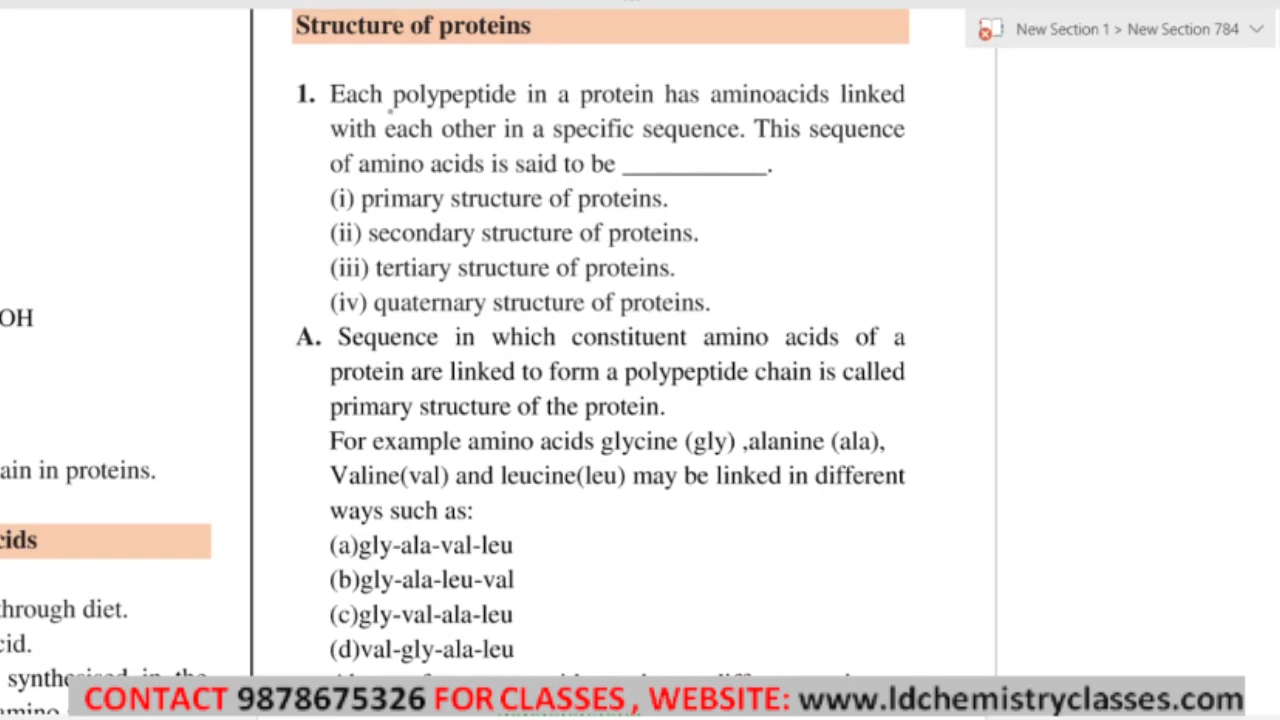 Structure of proteins
New Section 1 > New Section 784
1. Each polypeptide in a protein has aminoacids linked
with each other in a specific sequence. This sequence
of amino acids is said to be ___________.
(i) primary structure of proteins.
(ii) secondary structure of proteins.
(iii) tertiary structure of proteins.
(iv) quaternary structure of proteins.
A. Sequence in which constituent amino acids of a
protein are linked to form a polypeptide chain is called
primary structure of the protein.
For example amino acids glycine (gly) ,alanine (ala),
Valine(val) and leucine(leu) may be linked in different
ways such as:
(a)gly-ala-val-leu
(b)gly-ala-leu-val
(c)gly-val-ala-leu
(d)val-gly-ala-leu
OH
ain in proteins.
cids
through diet.
cid.
CONTACT 9878675326 FOR CLASSES , WEBSITE: www.ldchemistryclasses.com